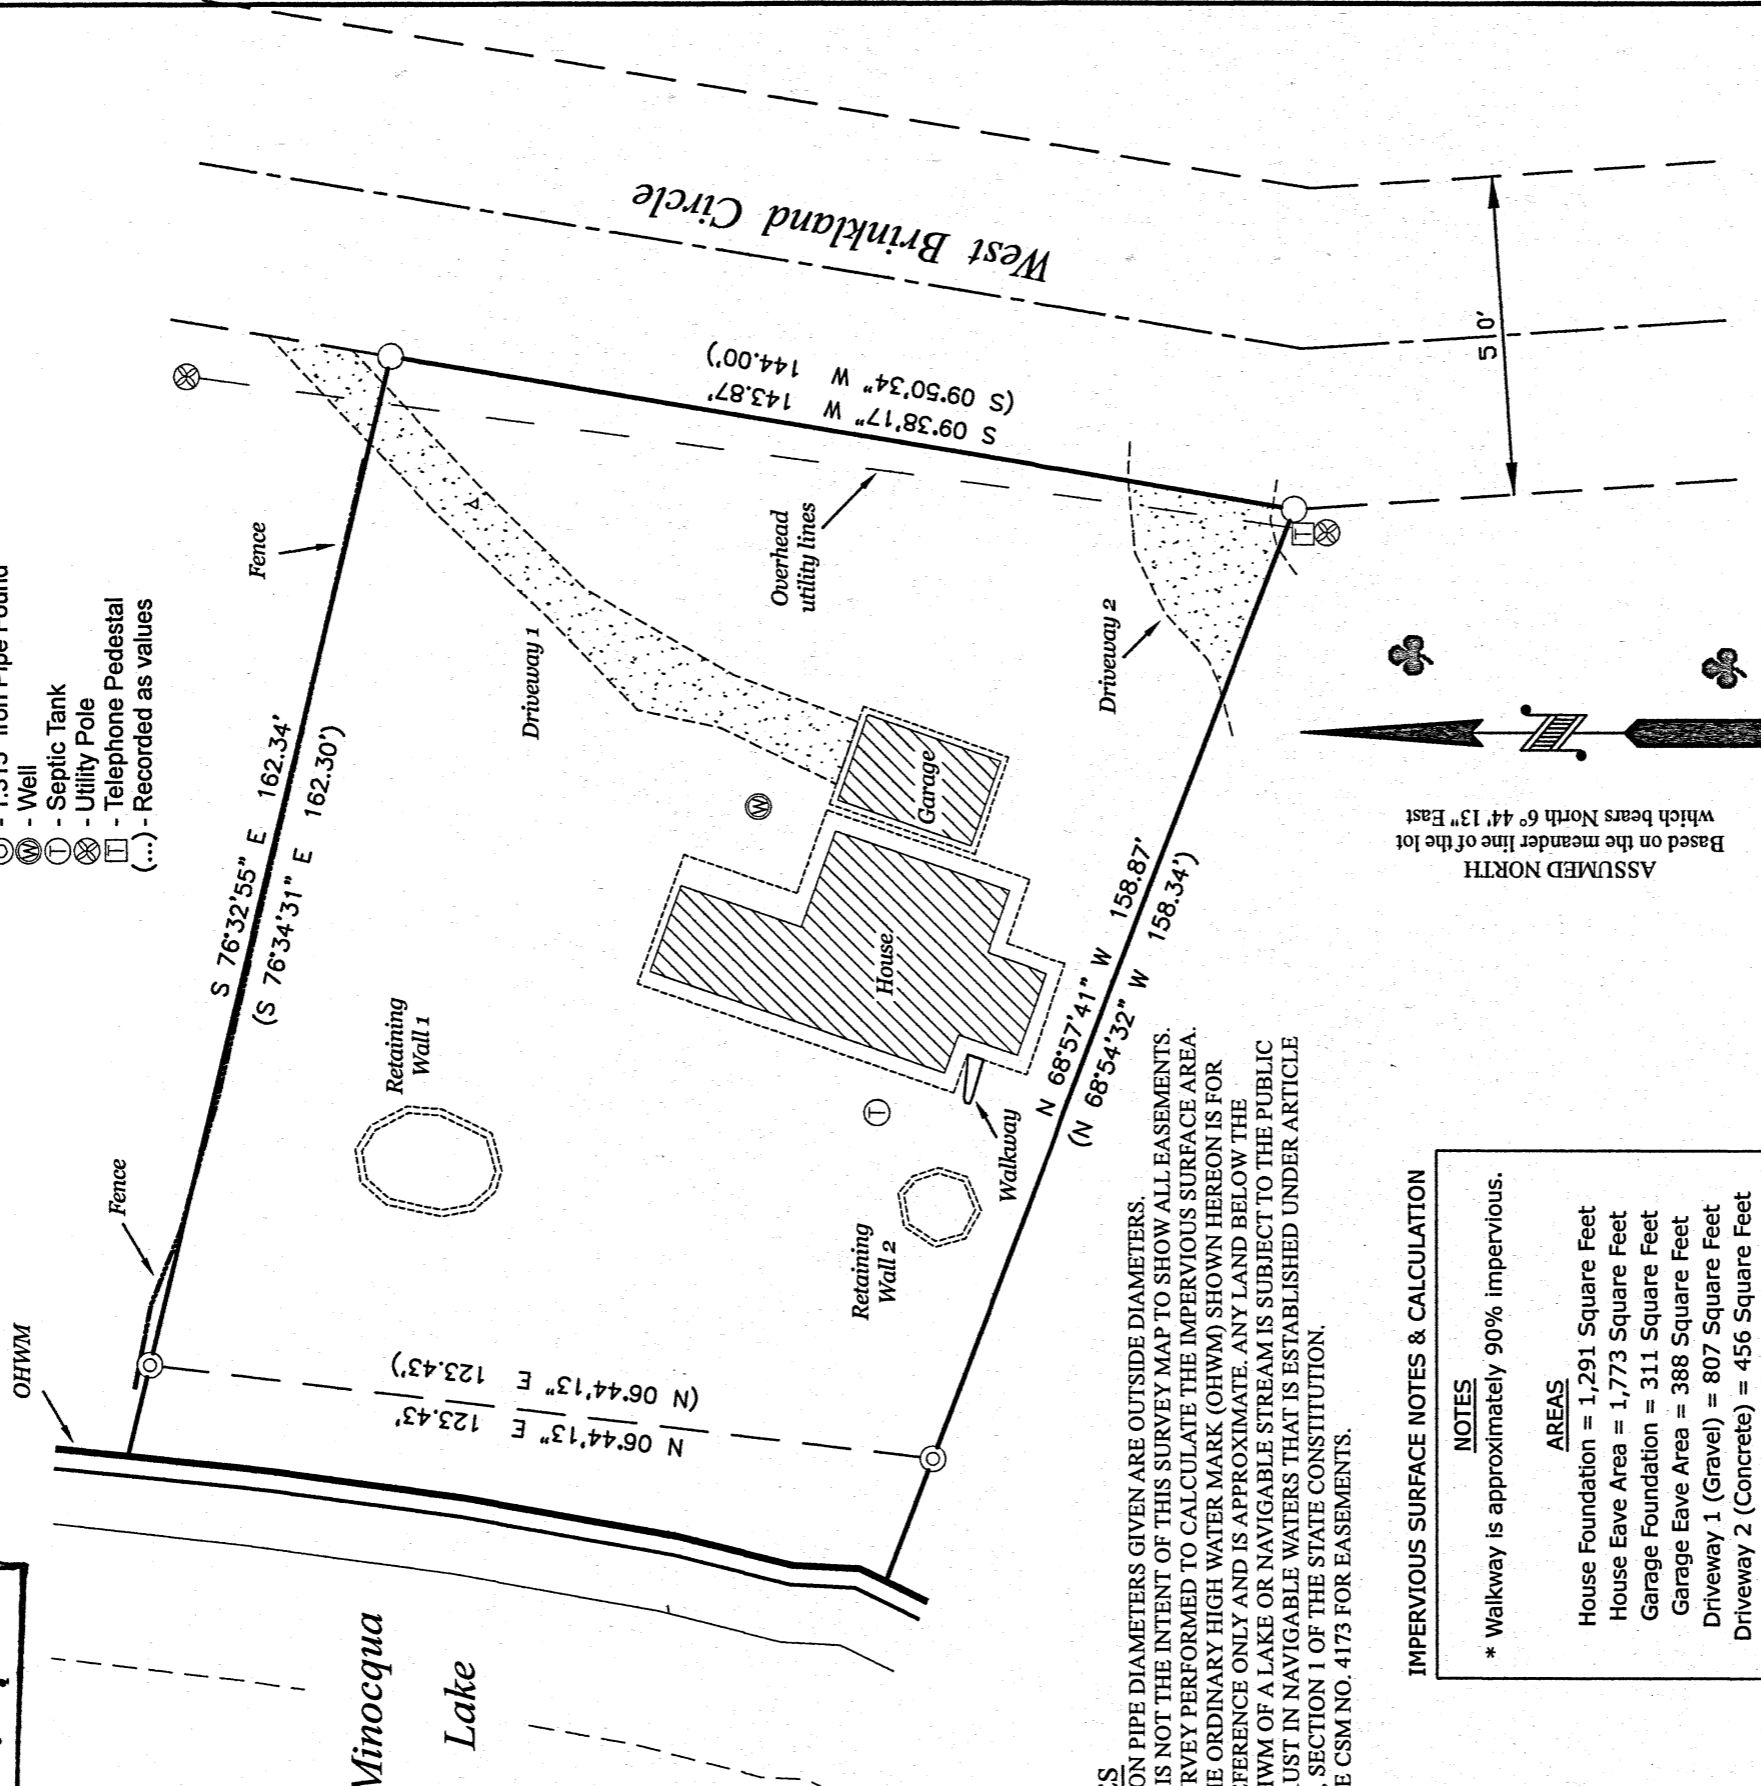 - Well
- Septic Tank
- Utility Pole
- Telephone Pedestal
(...) - Recorded as values
West Brinkland Circle
50'
S 09°38'17" W 143.87'
(S 09°50'34" W 144.00')
Fence
S 76°32'55" E 162.34'
(S 76°34'31" E 162.30')
Driveway 1
Overhead
utility lines
Driveway 2
T
W
Garage
House
Retaining
Wall 1
T
Walkway
Retaining
Wall 2
N 68°57'41" W 158.87'
(N 68°54'32" W 158.34')
Fence
OHWM
N 06°44'13" E 123.43'
(N 06°44'13" E 123.43')
Minocqua
Lake
ASSUMED NORTH
Based on the meander line of the lot
which bears North 6° 44' 13" East
PIPE DIAMETERS GIVEN ARE OUTSIDE DIAMETERS.
IS NOT THE INTENT OF THIS SURVEY MAP TO SHOW ALL EASEMENTS.
PERFORMED TO CALCULATE THE IMPERVIOUS SURFACE AREA.
ORDINARY HIGH WATER MARK (OHWM) SHOWN HEREON IS FOR
ONLY AND IS APPROXIMATE. ANY LAND BELOW THE
OF A LAKE OR NAVIGABLE STREAM IS SUBJECT TO THE PUBLIC
IN NAVIGABLE WATERS THAT IS ESTABLISHED UNDER ARTICLE
, SECTION 1 OF THE STATE CONSTITUTION.
CSM NO. 4173 FOR EASEMENTS.
IMPERVIOUS SURFACE NOTES & CALCULATION
NOTES
* Walkway is approximately 90% impervious.
AREAS
House Foundation = 1,291 Square Feet
House Eave Area = 1,773 Square Feet
Garage Foundation = 311 Square Feet
Garage Eave Area = 388 Square Feet
Driveway 1 (Gravel) = 807 Square Feet
Driveway 2 (Concrete) = 456 Square Feet